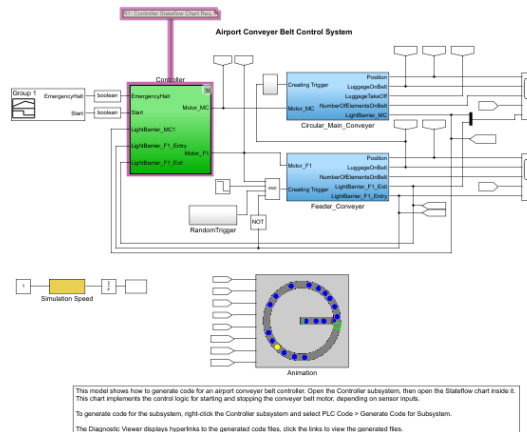 R1: Controller Stateflow Chart Req...
Airport Conveyer Belt Control System
Group 1
EmergencyHalt
Start
boolean
boolean
Controller
EmergencyHalt
Start
LightBarrier_MC1
LightBarrier_F1_Entry
LightBarrier_F1_Exit
Motor_MC
Motor_F1
Creating Trigger
Motor_MC
Position
LuggageOnBelt
LuggageTakeOff
NumberOfElementsOnBelt
LightBarrier_MC
Circular_Main_Conveyer
Motor_F1
Creating Trigger
Position
LuggageOnBelt
NumberOfElementsOnBelt
LightBarrier_F1_Exit
LightBarrier_F1_Entry
Feeder_Conveyer
RandomTrigger
NOT
1
Simulation Speed
Animation
This model shows how to generate code for an airport conveyer belt controller. Open the Controller subsystem, then open the Stateflow chart inside it.
This chart implements the control logic for starting and stopping the conveyer belt motor, depending on sensor inputs.
To generate code for the subsystem, right-click the Controller subsystem and select PLC Code > Generate Code for Subsystem.
The Diagnostic Viewer displays hyperlinks to the generated code files, click the links to view the generated files.